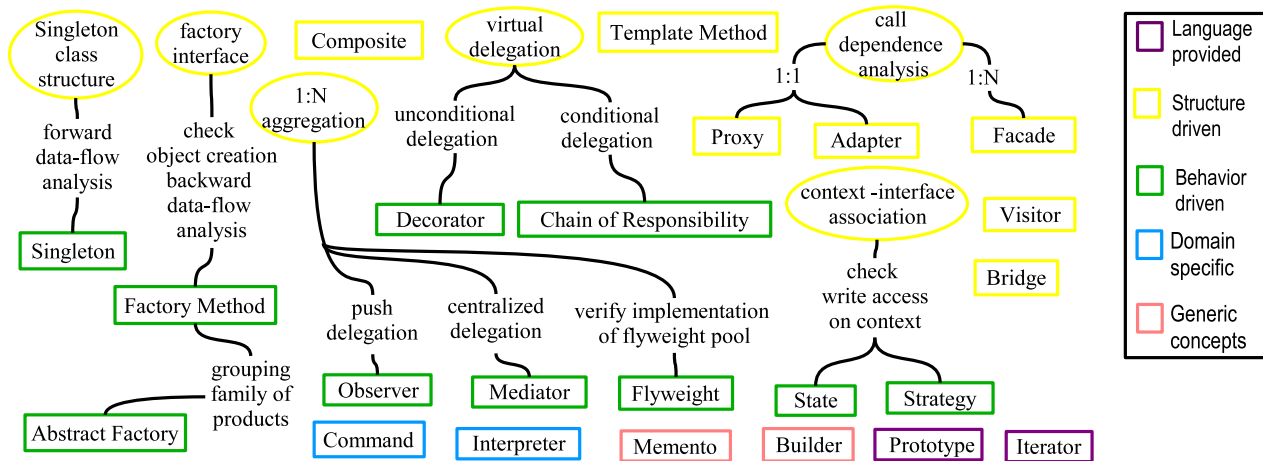 Singleton
class
structure
forward
data-flow
analysis
Singleton
factory
interface
check
object creation
backward
data-flow
analysis
Factory Method
grouping
family of
products
Abstract Factory
Composite
1:N
aggregation
push
delegation
Observer
centralized
delegation
Mediator
verify implementation
of flyweight pool
Flyweight
virtual
delegation
unconditional
delegation
Decorator
conditional
delegation
Chain of Responsibility
Template Method
call
dependence
analysis
1:1
Proxy
Adapter
1:N
Facade
context -interface
association
check
write access
on context
State
Strategy
Visitor
Bridge
Command
Interpreter
Memento
Builder
Prototype
Iterator
Language
provided
Structure
driven
Behavior
driven
Domain
specific
Generic
concepts